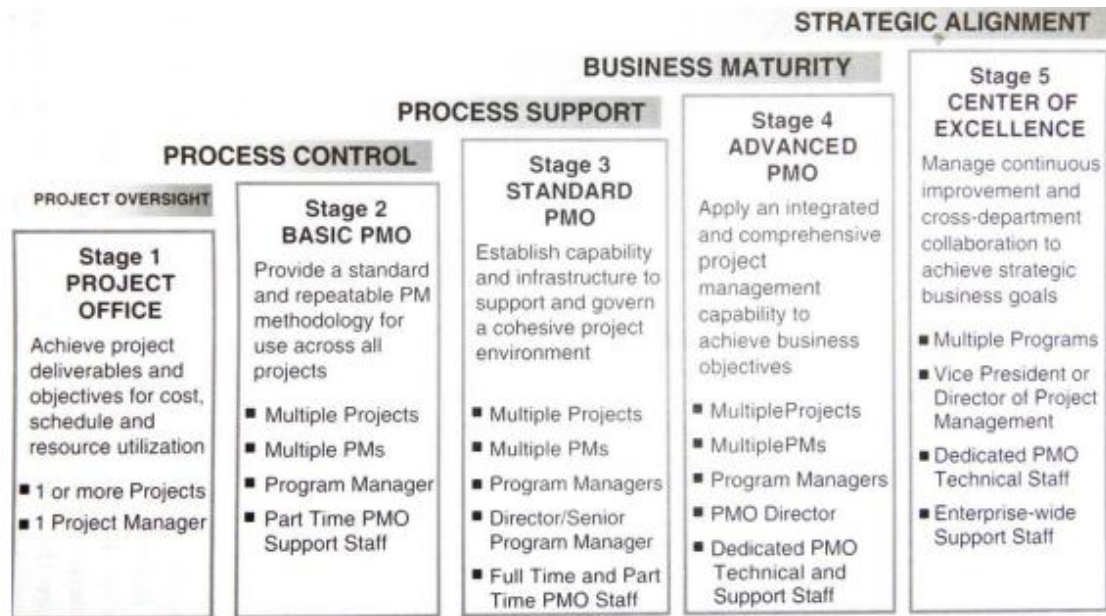 STRATEGIC ALIGNMENT
BUSINESS MATURITY
PROCESS SUPPORT
PROCESS CONTROL
PROJECT OVERSIGHT
Stage 1
PROJECT
OFFICE
Achieve project
deliverables and
objectives for cost,
schedule and
resource utilization
■ 1 or more Projects
■ 1 Project Manager
Stage 2
BASIC PMO
Provide a standard
and repeatable PM
methodology for
use across all
projects
■ Multiple Projects
■ Multiple PMs
■ Program Manager
■ Part Time PMO
Support Staff
Stage 3
STANDARD
PMO
Establish capability
and infrastructure to
support and govern
a cohesive project
environment
■ Multiple Projects
■ Multiple PMs
■ Program Managers
■ Director/Senior
Program Manager
■ Full Time and Part
Time PMO Staff
Stage 4
ADVANCED
PMO
Apply an integrated
and comprehensive
project
management
capability to
achieve business
objectives
■ MultipleProjects
■ MultiplePMs
■ Program Managers
■ PMO Director
■ Dedicated PMO
Technical and
Support Staff
Stage 5
CENTER OF
EXCELLENCE
Manage continuous
improvement and
cross-department
collaboration to
achieve strategic
business goals
■ Multiple Programs
■ Vice President or
Director of Project
Management
■ Dedicated PMO
Technical Staff
■ Enterprise-wide
Support Staff